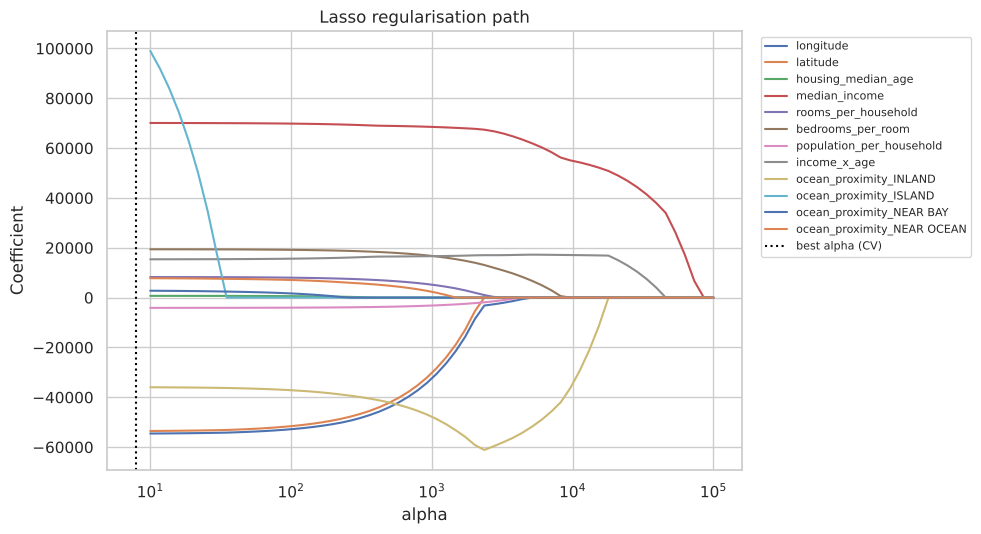 Lasso regularisation path
Coefficient
100000
80000
60000
40000
20000
0
−20000
−40000
−60000
10¹
10²
10³
10⁴
10⁵
alpha
longitude
latitude
housing_median_age
median_income
rooms_per_household
bedrooms_per_room
population_per_household
income_x_age
ocean_proximity_INLAND
ocean_proximity_ISLAND
ocean_proximity_NEAR BAY
ocean_proximity_NEAR OCEAN
best alpha (CV)